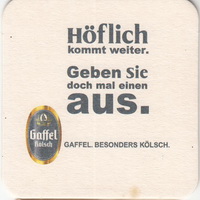 Höflich
kommt weiter.
Geben Sie
doch mal einen
aus.
Gaffel
Kölsch
GAFFEL. BESONDERS KÖLSCH.